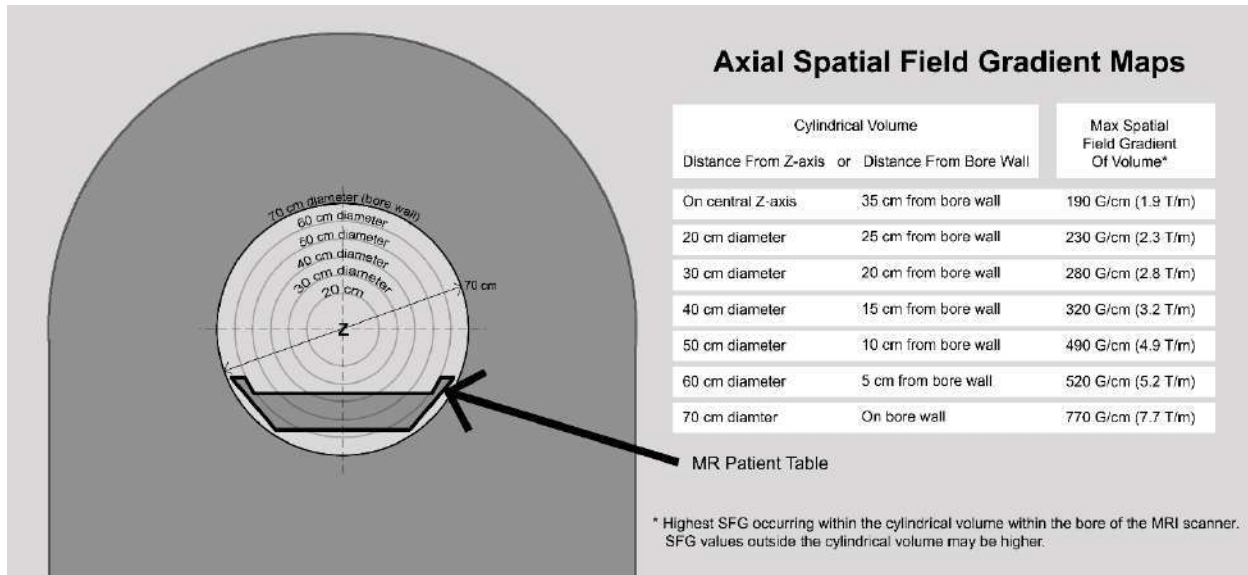 Axial Spatial Field Gradient Maps
Cylindrical Volume
Distance From Z-axis or Distance From Bore Wall
Max Spatial
Field Gradient
Of Volume*
On central Z-axis 35 cm from bore wall 190 G/cm (1.9 T/m)
20 cm diameter 25 cm from bore wall 230 G/cm (2.3 T/m)
30 cm diameter 20 cm from bore wall 280 G/cm (2.8 T/m)
40 cm diameter 15 cm from bore wall 320 G/cm (3.2 T/m)
50 cm diameter 10 cm from bore wall 490 G/cm (4.9 T/m)
60 cm diameter 5 cm from bore wall 520 G/cm (5.2 T/m)
70 cm diamter On bore wall 770 G/cm (7.7 T/m)
70 cm diameter (bore wall)
60 cm diameter
50 cm diameter
40 cm diameter
30 cm diameter
20 cm
70 cm
Z
MR Patient Table
* Highest SFG occurring within the cylindrical volume within the bore of the MRI scanner.
SFG values outside the cylindrical volume may be higher.